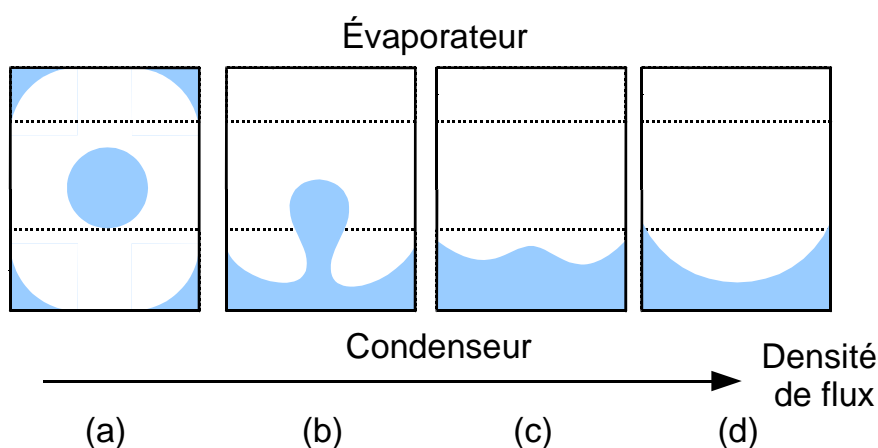 Évaporateur
Condenseur
Densité
de flux
(a)
(b)
(c)
(d)